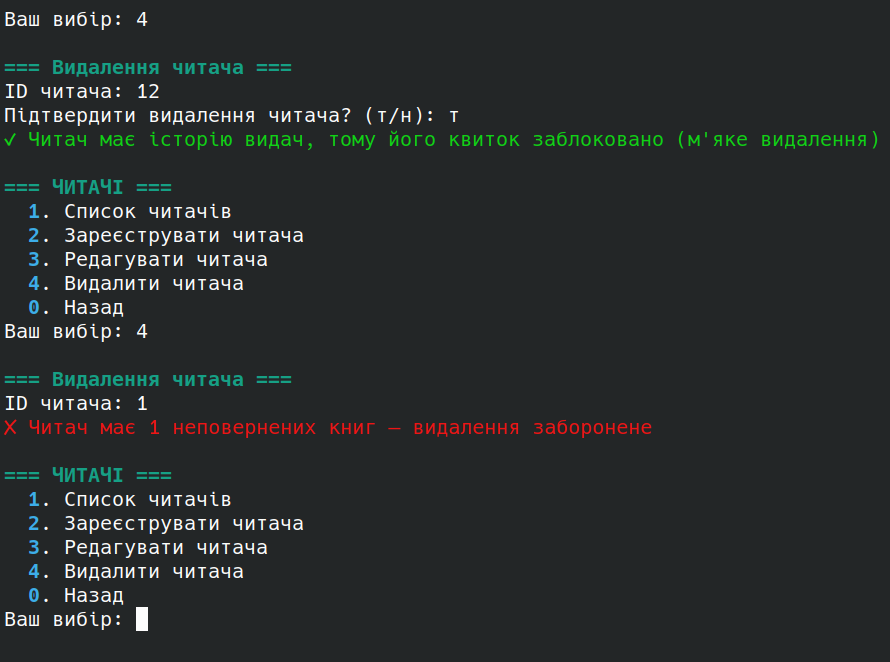 Ваш вибір: 4
=== Видалення читача ===
ID читача: 12
Підтвердити видалення читача? (т/н): т
✓ Читач має історію видач, тому його квиток заблоковано (м'яке видалення)
=== ЧИТАЧІ ===
1. Список читачів
2. Зареєструвати читача
3. Редагувати читача
4. Видалити читача
0. Назад
Ваш вибір: 4
=== Видалення читача ===
ID читача: 1
✗ Читач має 1 неповернених книг — видалення заборонене
=== ЧИТАЧІ ===
1. Список читачів
2. Зареєструвати читача
3. Редагувати читача
4. Видалити читача
0. Назад
Ваш вибір: